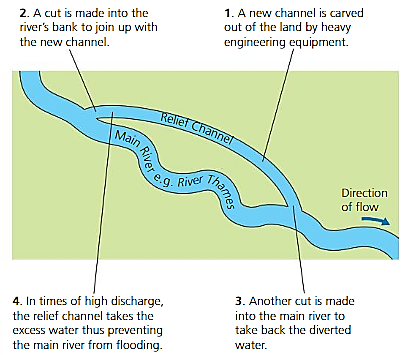 2. A cut is made into the
river's bank to join up with
the new channel.
1. A new channel is carved
out of the land by heavy
engineering equipment.
Relief Channel
Main River e.g. River Thames
Direction
of flow
4. In times of high discharge,
the relief channel takes the
excess water thus preventing
the main river from flooding.
3. Another cut is made
into the main river to
take back the diverted
water.